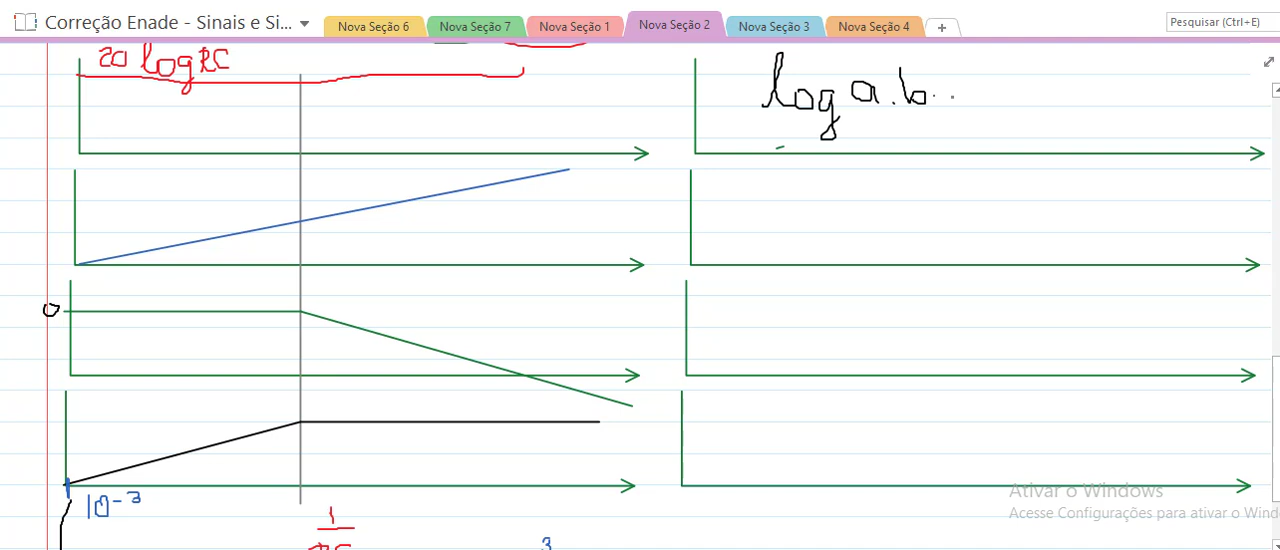 Correção Enade - Sinais e Si...
Nova Seção 6
Nova Seção 7
Nova Seção 1
Nova Seção 2
Nova Seção 3
Nova Seção 4
+
Pesquisar (Ctrl+E)
20 log RC
log a.b
0
10⁻³
1
3
Ativar o Windows
Acesse Configurações para ativar o Wind